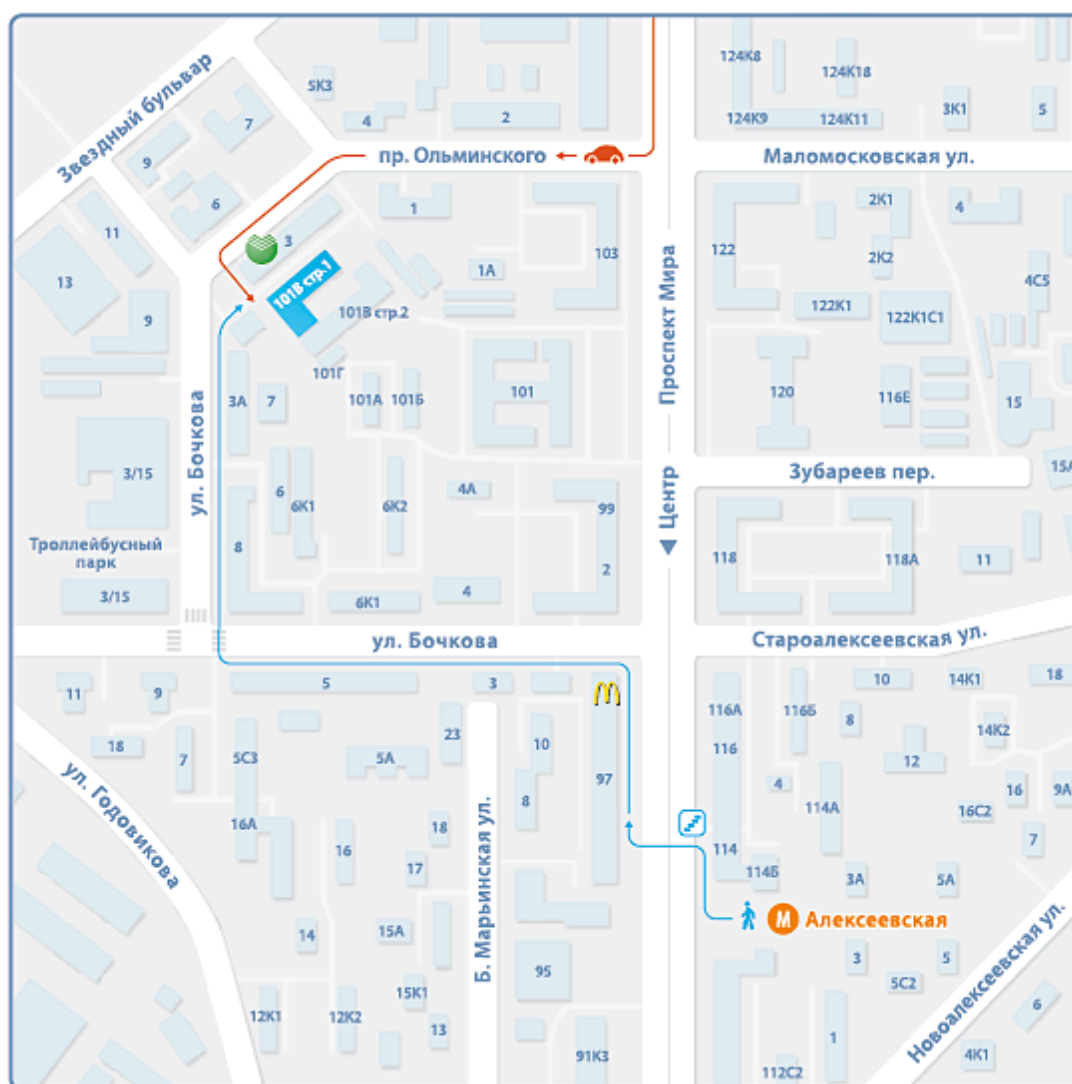 124К8
124К18
5К3
3К1
5
7
4
2
124К9
124К11
Звездный бульвар
9
пр. Ольминского
Маломосковская ул.
6
1
2К1
4
11
3
103
122
2К2
13
1А
4С5
101В стр.1
101В стр.2
122К1
122К1С1
9
Проспект Мира
101Г
3А
7
101А
101Б
101
120
116Е
15
ул. Бочкова
3/15
6
6К1
6К2
4А
Зубареев пер.
15А
Центр
99
8
Троллейбусный
парк
118
118А
11
2
3/15
6К1
4
ул. Бочкова
Староалексеевская ул.
11
9
5
3
10
14К1
18
116А
116Б
8
14К2
18
7
5С3
23
10
116
5А
12
ул. Годовикова
97
4
16
9А
8
114А
16С2
16А
16
18
Б. Марьинская ул.
7
17
114
114Б
3А
5А
М Алексеевская
14
15А
95
3
5
5С2
15К1
Новоалексеевская ул.
6
12К1
12К2
13
1
91К3
4К1
112С2